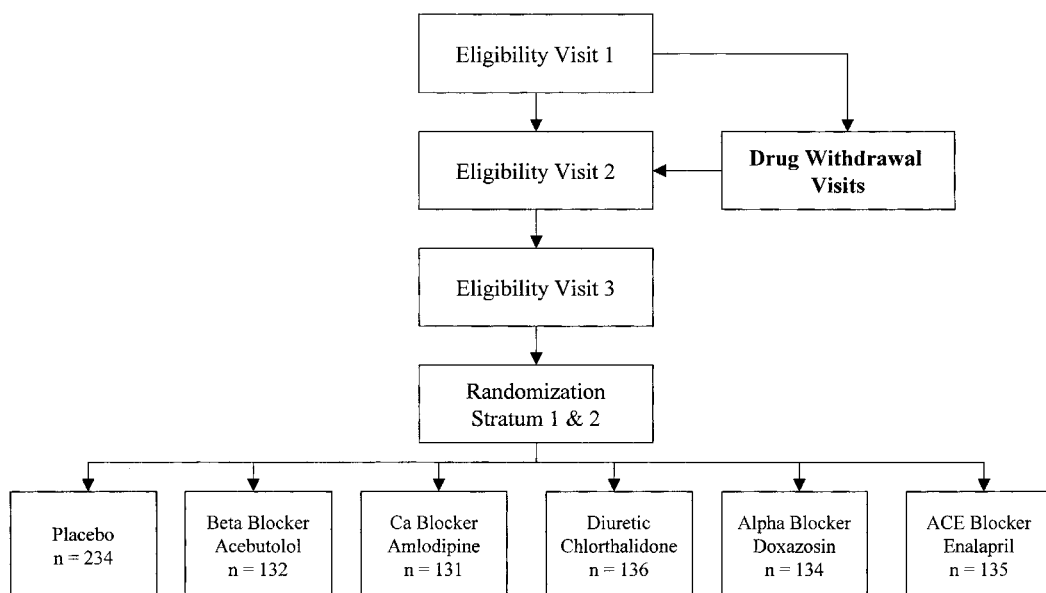 Eligibility Visit 1
Eligibility Visit 2
Drug Withdrawal
Visits
Eligibility Visit 3
Randomization
Stratum 1 & 2
Placebo
n = 234
Beta Blocker
Acebutolol
n = 132
Ca Blocker
Amlodipine
n = 131
Diuretic
Chlorthalidone
n = 136
Alpha Blocker
Doxazosin
n = 134
ACE Blocker
Enalapril
n = 135